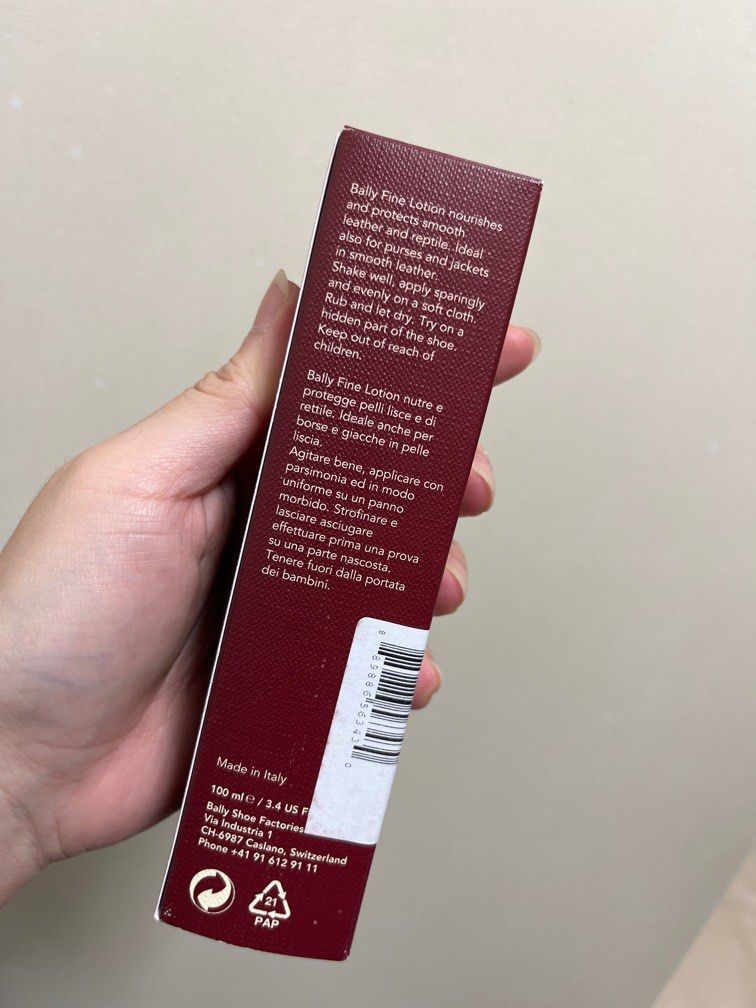 Bally Fine Lotion nourishes
and protects smooth
leather and reptile. Ideal
also for purses and jackets
in smooth leather.
Shake well, apply sparingly
and evenly on a soft cloth.
Rub and let dry. Try on a
hidden part of the shoe.
Keep out of reach of
children.
Bally Fine Lotion nutre e
protegge pelli lisce e di
rettile. Ideale anche per
borse e giacche in pelle
liscia.
Agitare bene, applicare con
parsimonia ed in modo
uniforme su un panno
morbido. Strofinare e
lasciare asciugare
effettuare prima una prova
su una parte nascosta.
Tenere fuori dalla portata
dei bambini.
Made in Italy
100 ml ℮ / 3.4 US F
Bally Shoe Factories
Via Industria 1
CH-6987 Caslano, Switzerland
Phone +41 91 612 91 11
21
PAP